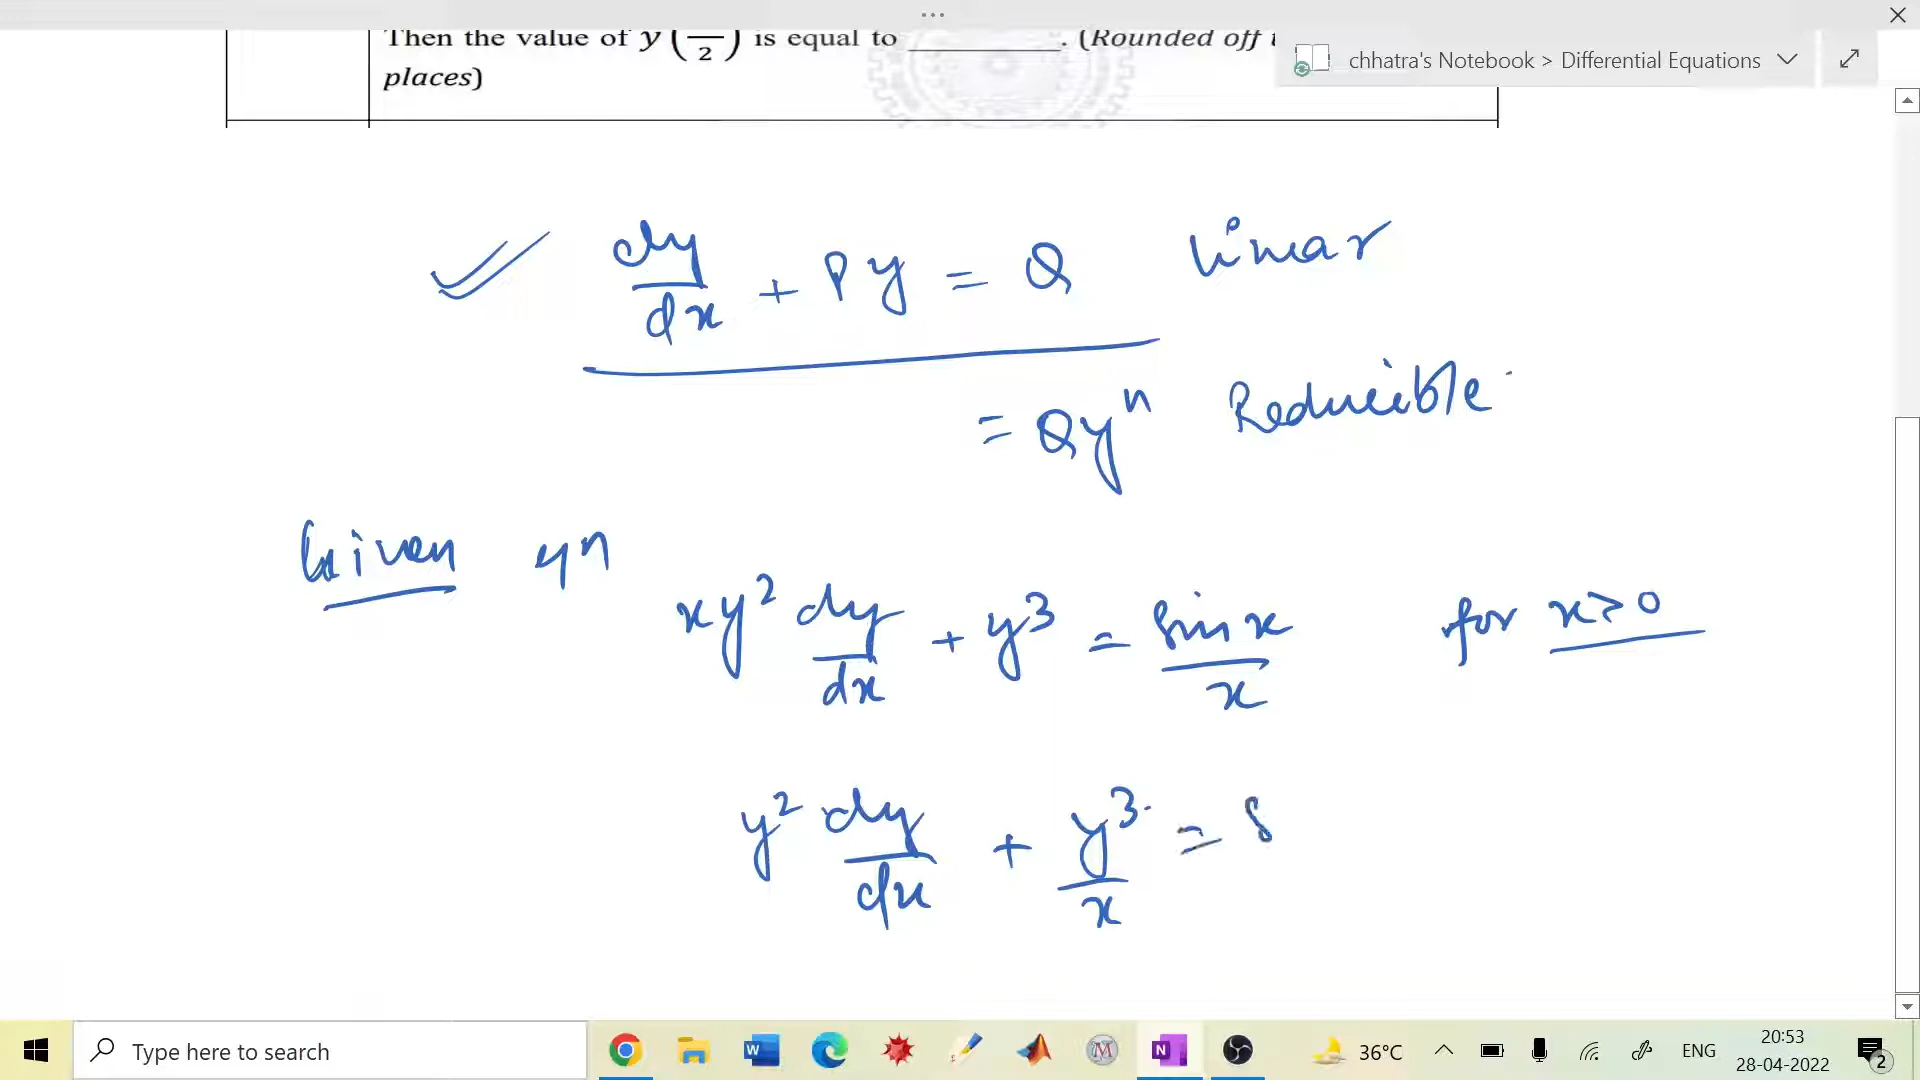 Then the value of y (—/2) is equal to ________. (Rounded off t
places)
chhatra's Notebook > Differential Equations
dy/dx + Py = Q Linear
= Qy^n Reducible
Given
xy² dy/dx + y³ = sin x/x for x > 0
y² dy/dx + y³/x =
Type here to search
36°C
ENG
20:53
28-04-2022
2